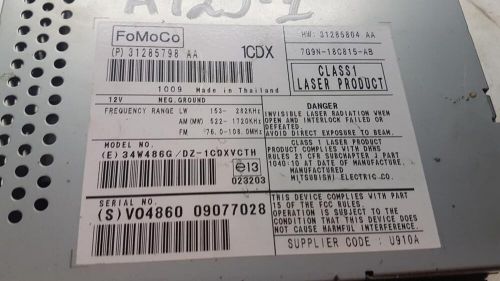 A125-1
FoMoCo
(P) 31285798 AA
1CDX
HW: 31285804 AA
7G9N-18C815-AB
CLASS1
LASER PRODUCT
1009 Made in Thailand
12V NEG.GROUND
FREQUENCY RANGE LW 153- 282KHz
AM(MW) 522-1720KHz
FM 76.0-108.0MHz
DANGER
INVISIBLE LASER RADIATION WHEN
OPEN AND INTERLOCK FAILED OR
DEFEATED.
AVOID DIRECT EXPOSURE TO BEAM.
MODEL NO.
(E)34W486G/DZ-1CDXVCTH
e13
023203
CLASS 1 LASER PRODUCT
PRODUCT COMPLIES WITH DHHS
RULES 21 CFR SUBCHAPTER J PART
1040:10 AT DATE OF MANUFACTURE.
MANUFACTURED
MITSUBISHI ELECTRIC CO.
SERIAL NO.
(S)V04860 09077028
THIS DEVICE COMPLIES WITH PART
15 OF THE FCC RULES.
OPERATION IS SUBJECT TO THE
CONDITION THAT THIS DEVICE DOES
NOT CAUSE HARMFUL INTERFERENCE.
SUPPLIER CODE : U910A